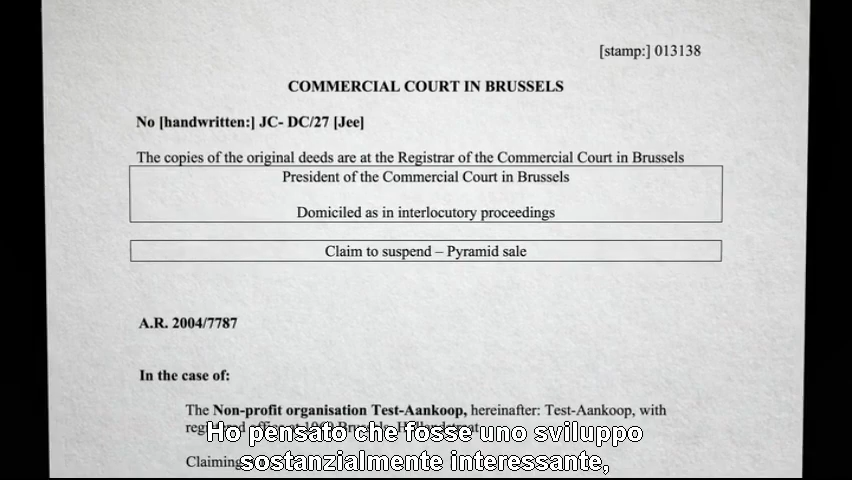 [stamp:] 013138
COMMERCIAL COURT IN BRUSSELS
No [handwritten:] JC- DC/27 [Jee]
The copies of the original deeds are at the Registrar of the Commercial Court in Brussels
President of the Commercial Court in Brussels
Domiciled as in interlocutory proceedings
Claim to suspend – Pyramid sale
A.R. 2004/7787
In the case of:
The Non-profit organisation Test-Aankoop, hereinafter: Test-Aankoop, with
Claiming
Ho pensato che fosse uno sviluppo
sostanzialmente interessante,